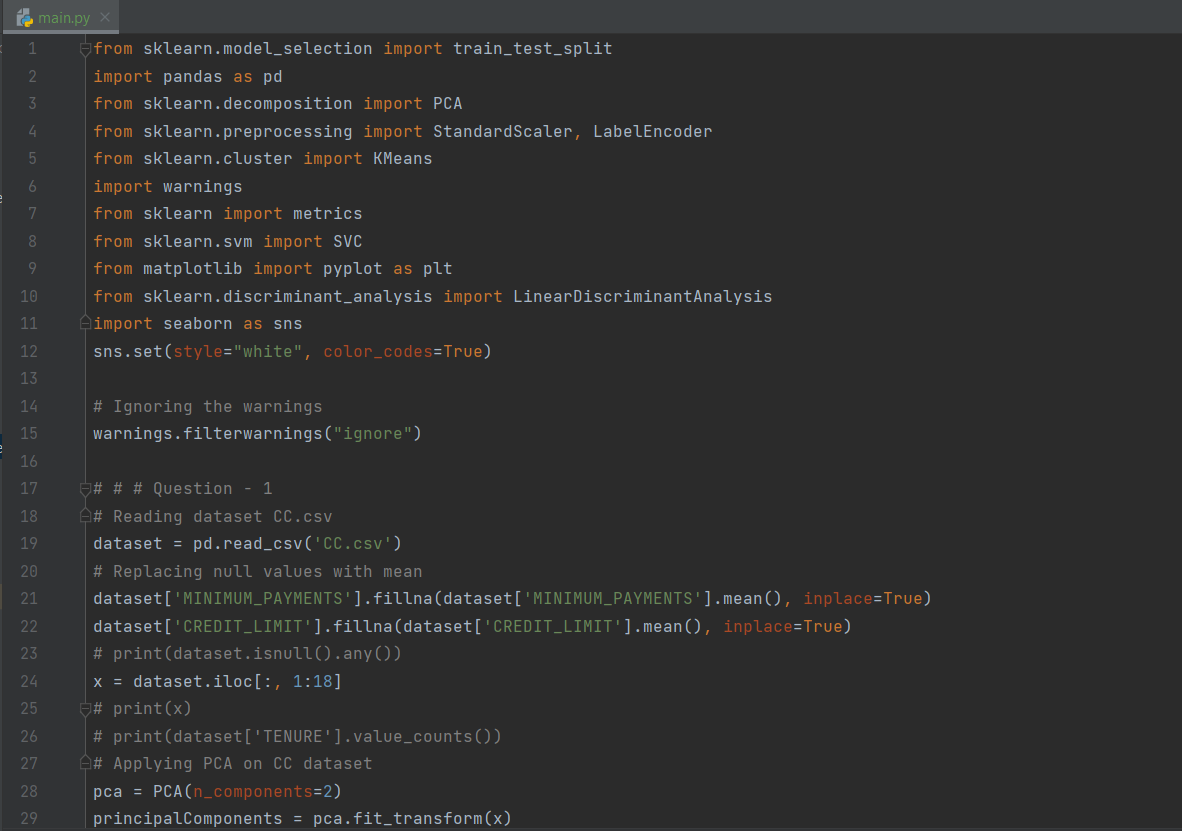 main.py
1 from sklearn.model_selection import train_test_split
2 import pandas as pd
3 from sklearn.decomposition import PCA
4 from sklearn.preprocessing import StandardScaler, LabelEncoder
5 from sklearn.cluster import KMeans
6 import warnings
7 from sklearn import metrics
8 from sklearn.svm import SVC
9 from matplotlib import pyplot as plt
10 from sklearn.discriminant_analysis import LinearDiscriminantAnalysis
11 import seaborn as sns
12 sns.set(style="white", color_codes=True)
13
14 # Ignoring the warnings
15 warnings.filterwarnings("ignore")
16
17 # # # Question - 1
18 # Reading dataset CC.csv
19 dataset = pd.read_csv('CC.csv')
20 # Replacing null values with mean
21 dataset['MINIMUM_PAYMENTS'].fillna(dataset['MINIMUM_PAYMENTS'].mean(), inplace=True)
22 dataset['CREDIT_LIMIT'].fillna(dataset['CREDIT_LIMIT'].mean(), inplace=True)
23 # print(dataset.isnull().any())
24 x = dataset.iloc[:, 1:18]
25 # print(x)
26 # print(dataset['TENURE'].value_counts())
27 # Applying PCA on CC dataset
28 pca = PCA(n_components=2)
29 principalComponents = pca.fit_transform(x)